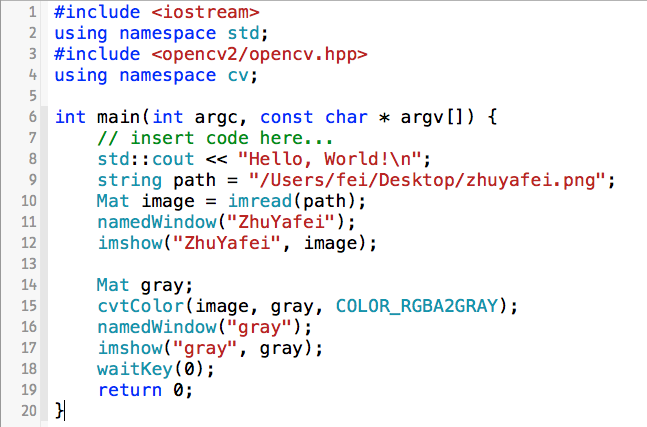 1 #include <iostream>
2 using namespace std;
3 #include <opencv2/opencv.hpp>
4 using namespace cv;
5
6 int main(int argc, const char * argv[]) {
7     // insert code here...
8     std::cout << "Hello, World!\n";
9     string path = "/Users/fei/Desktop/zhuyafei.png";
10     Mat image = imread(path);
11     namedWindow("ZhuYafei");
12     imshow("ZhuYafei", image);
13
14     Mat gray;
15     cvtColor(image, gray, COLOR_RGBA2GRAY);
16     namedWindow("gray");
17     imshow("gray", gray);
18     waitKey(0);
19     return 0;
20 }